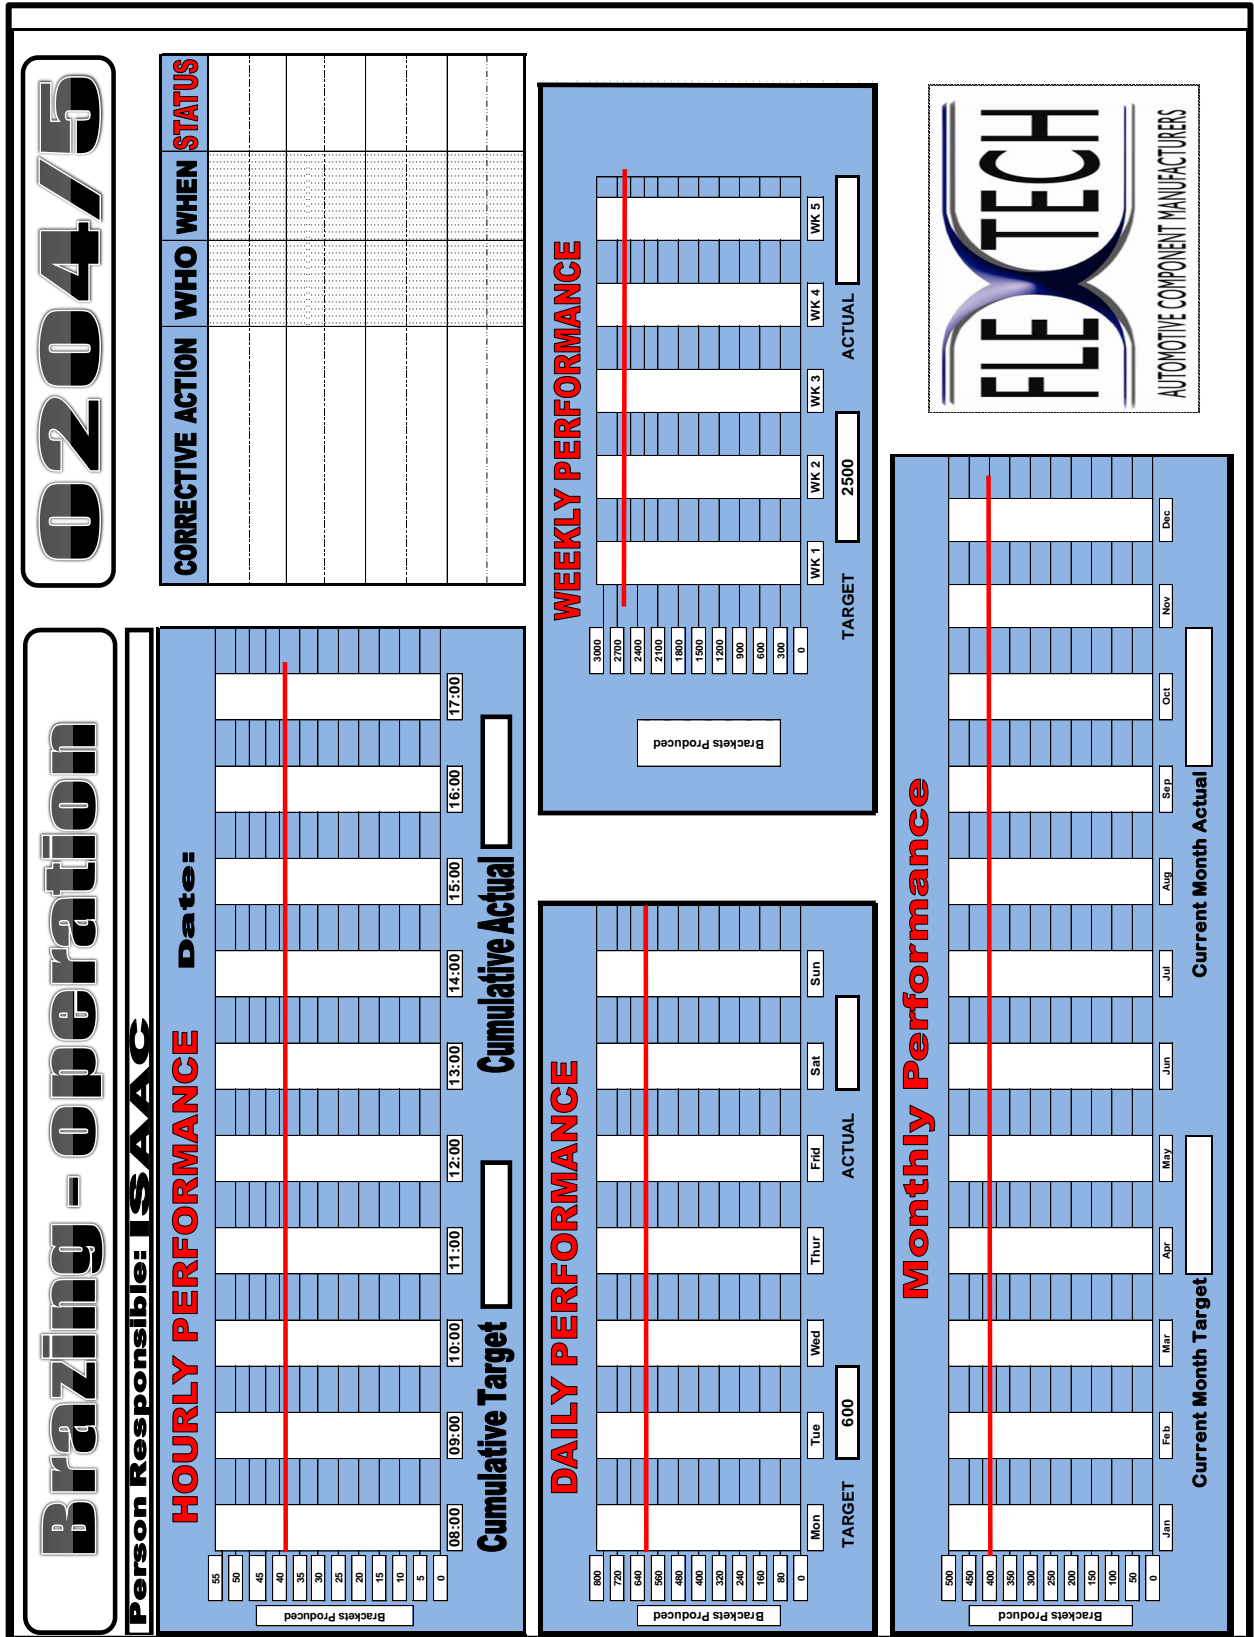 Brazing - operation
0204/5
Person Responsible: ISAAC
HOURLY PERFORMANCE
Date:
Brackets Produced
55
50
45
40
35
30
25
20
15
10
5
0
08:00 09:00 10:00 11:00 12:00 13:00 14:00 15:00 16:00 17:00
Cumulative Target
Cumulative Actual
CORRECTIVE ACTION WHO WHEN STATUS
DAILY PERFORMANCE
Brackets Produced
800
720
640
560
480
400
320
240
160
80
0
Mon Tue Wed Thur Frid Sat Sun
TARGET 600 ACTUAL
WEEKLY PERFORMANCE
Brackets Produced
3000
2700
2400
2100
1800
1500
1200
900
600
300
0
WK 1 WK 2 WK 3 WK 4 WK 5
TARGET 2500 ACTUAL
Monthly Performance
Brackets Produced
500
450
400
350
300
250
200
150
100
50
0
Jan Feb Mar Apr May Jun Jul Aug Sep Oct Nov Dec
Current Month Target
Current Month Actual
FLEXTECH
AUTOMOTIVE COMPONENT MANUFACTURERS